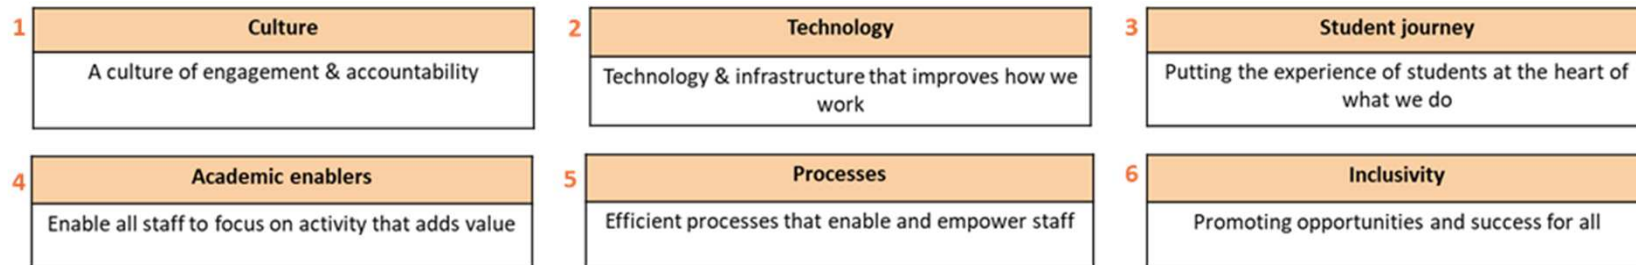 1
Culture
A culture of engagement & accountability
2
Technology
Technology & infrastructure that improves how we
work
3
Student journey
Putting the experience of students at the heart of
what we do
4
Academic enablers
Enable all staff to focus on activity that adds value
5
Processes
Efficient processes that enable and empower staff
6
Inclusivity
Promoting opportunities and success for all